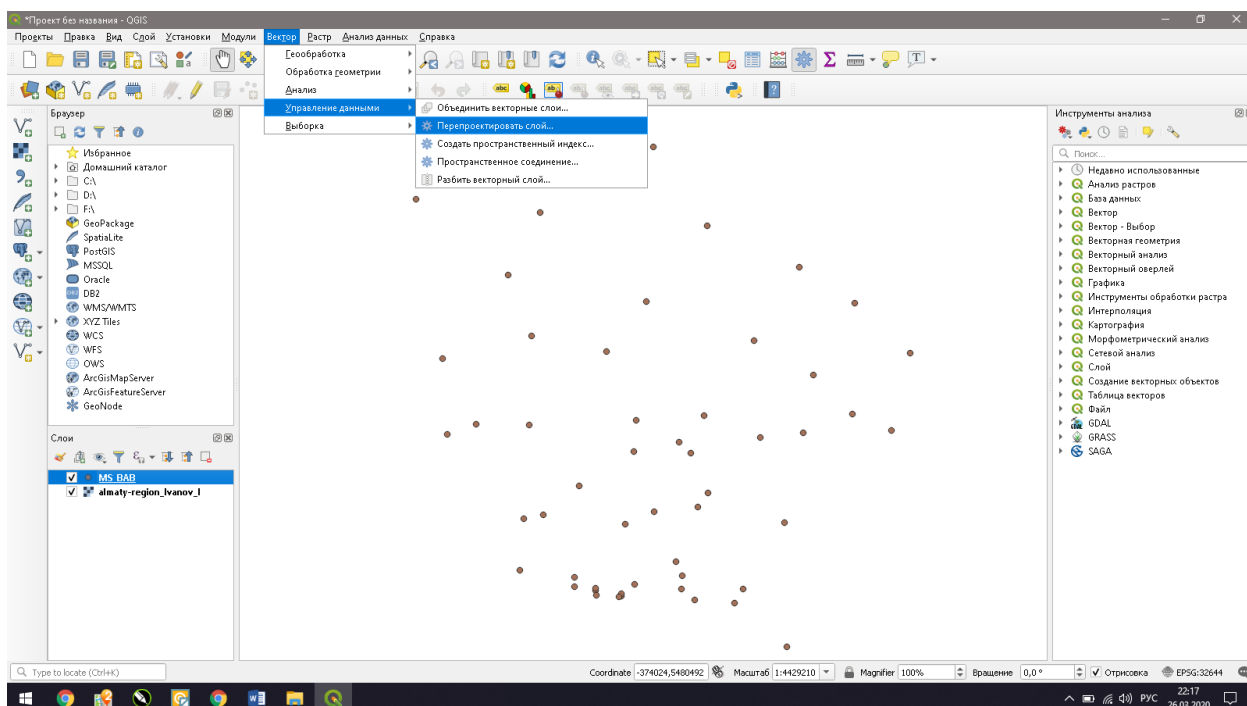 *Проект без названия - QGIS
Проекты Правка Вид Слой Установки Модули Вектор Растр Анализ данных Справка
Геообработка
Обработка геометрии
Анализ
Управление данными
Выборка
Объединить векторные слои...
Перепроектировать слой...
Создать пространственный индекс...
Пространственное соединение...
Разбить векторный слой...
Браузер
Избранное
Домашний каталог
C:\
D:\
F:\
GeoPackage
SpatiaLite
PostGIS
MSSQL
Oracle
DB2
WMS/WMTS
XYZ Tiles
WCS
WFS
OWS
ArcGisMapServer
ArcGisFeatureServer
GeoNode
Слои
MS BAB
almaty-region_Ivanov_I
Инструменты анализа
Поиск...
Недавно использованные
Анализ растров
База данных
Вектор
Вектор - Выбор
Векторная геометрия
Векторный анализ
Векторный оверлей
Графика
Инструменты обработки растра
Интерполяция
Картография
Морфометрический анализ
Сетевой анализ
Слой
Создание векторных объектов
Таблица векторов
Файл
GDAL
GRASS
SAGA
Type to locate (Ctrl+K)
Coordinate -374024,5480492 Масштаб 1:4429210 Magnifier 100% Вращение 0,0 ° Отрисовка EPSG:32644
РУС
22:17
26.03.2020